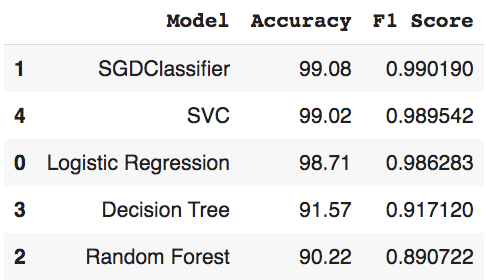 Model Accuracy F1 Score
1 SGDClassifier 99.08 0.990190
4 SVC 99.02 0.989542
0 Logistic Regression 98.71 0.986283
3 Decision Tree 91.57 0.917120
2 Random Forest 90.22 0.890722